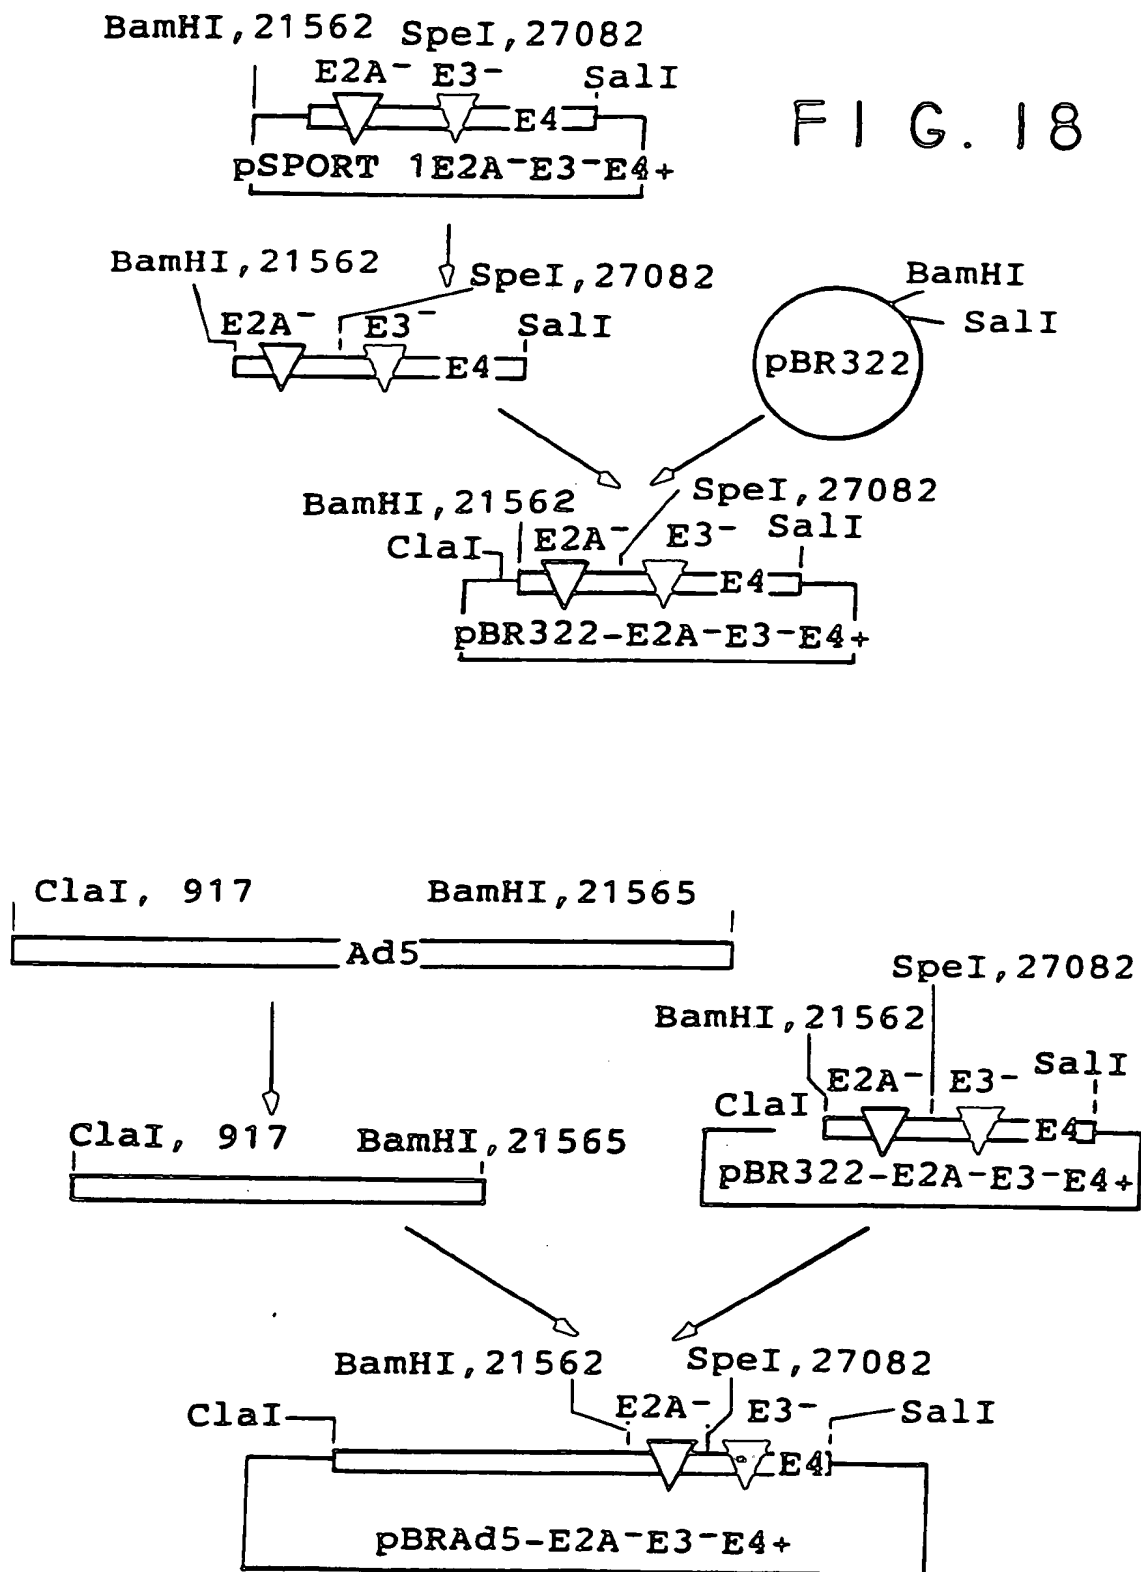 BamHI,21562 SpeI,27082
E2A⁻ E3⁻ SalI
FIG. 18
E4
pSPORT 1E2A⁻E3⁻E4+
BamHI,21562
SpeI,27082
BamHI
E2A⁻ E3⁻ SalI
SalI
E4
pBR322
SpeI,27082
BamHI,21562
ClaI E2A⁻ E3⁻ SalI
E4
pBR322-E2A⁻E3⁻E4+
ClaI, 917 BamHI,21565
Ad5
SpeI,27082
BamHI,21562
E2A⁻ E3⁻ SalI
ClaI
E4
pBR322-E2A⁻E3⁻E4+
ClaI, 917 BamHI,21565
BamHI,21562 SpeI,27082
ClaI E2A⁻ E3⁻ SalI
E4
pBRAd5-E2A⁻E3⁻E4+